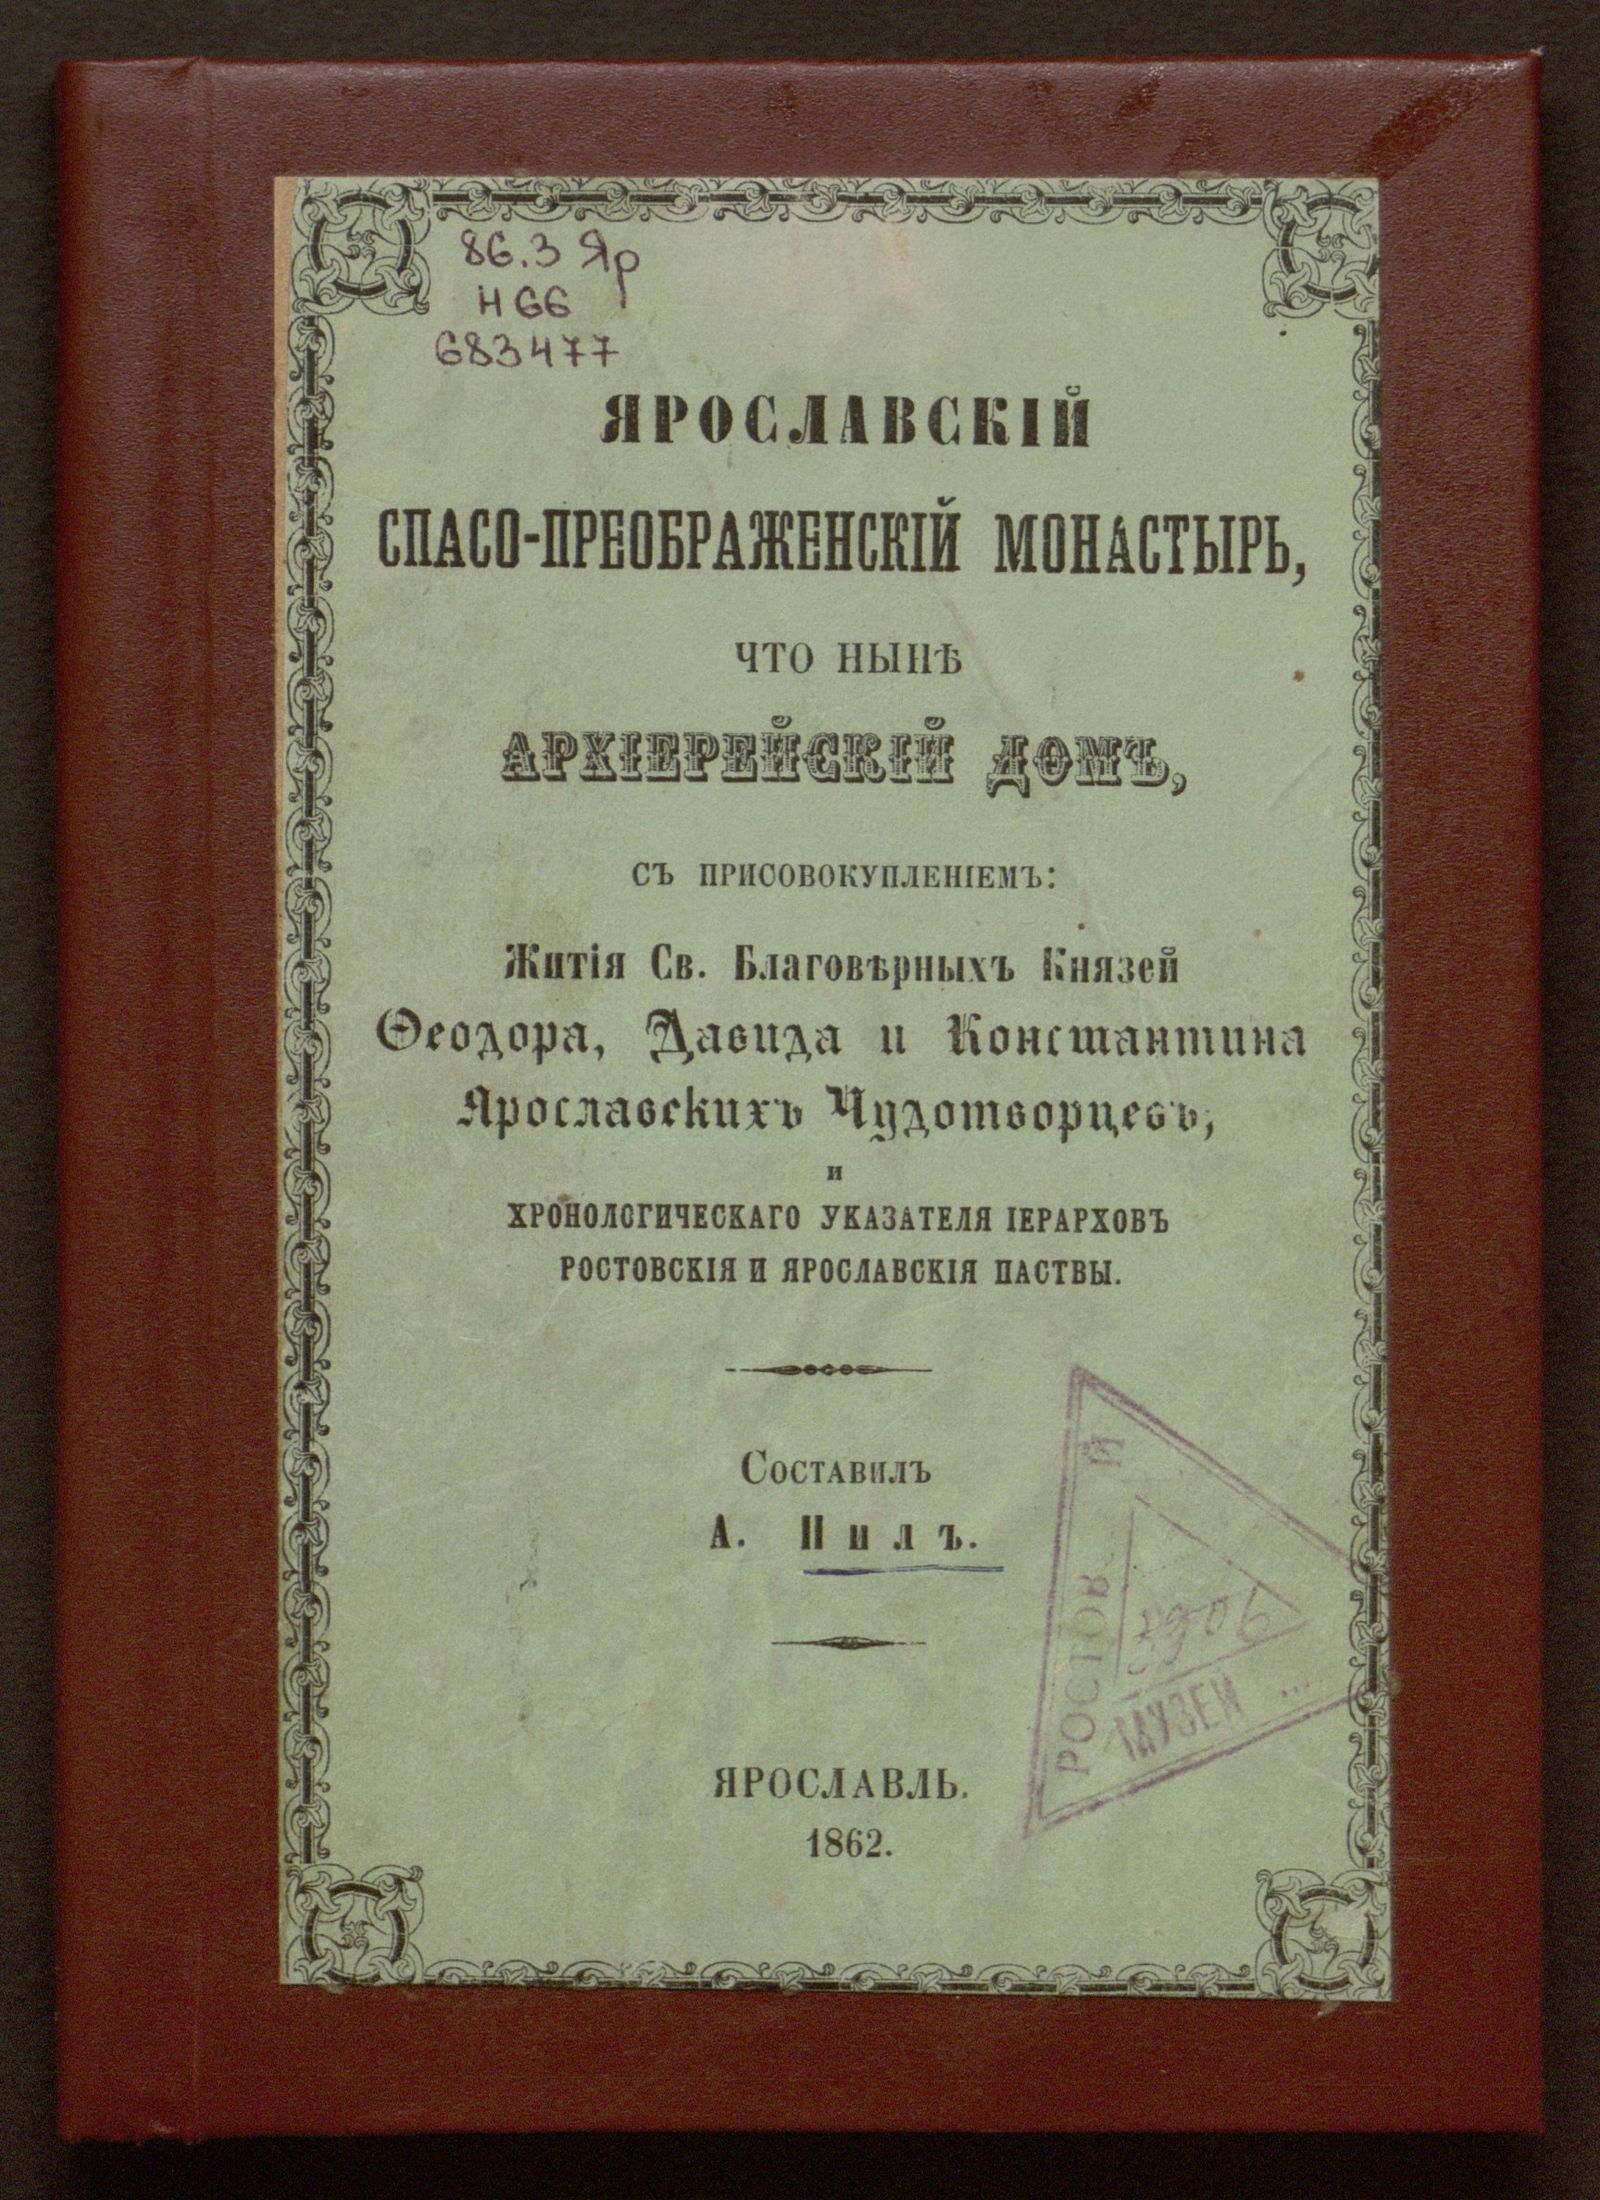 86.3 Яр
Н 66
683477
ЯРОСЛАВСКІЙ
СПАСО-ПРЕОБРАЖЕНСКІЙ МОНАСТЫРЬ,
ЧТО НЫНѢ
АРХІЕРЕЙСКІЙ ДОМЪ,
СЪ ПРИСОВОКУПЛЕНІЕМЪ:
Житія Св. Благовѣрныхъ Князей
Ѳеодора, Давида и Константина
Ярославскихъ Чудотворцевъ,
и
ХРОНОЛОГИЧЕСКАГО УКАЗАТЕЛЯ ІЕРАРХОВЪ
РОСТОВСКІЯ И ЯРОСЛАВСКІЯ ПАСТВЫ.
Составилъ
А. Нилъ.
ЯРОСЛАВЛЬ.
1862.
РОСТОВ
Й
МУЗЕЙ